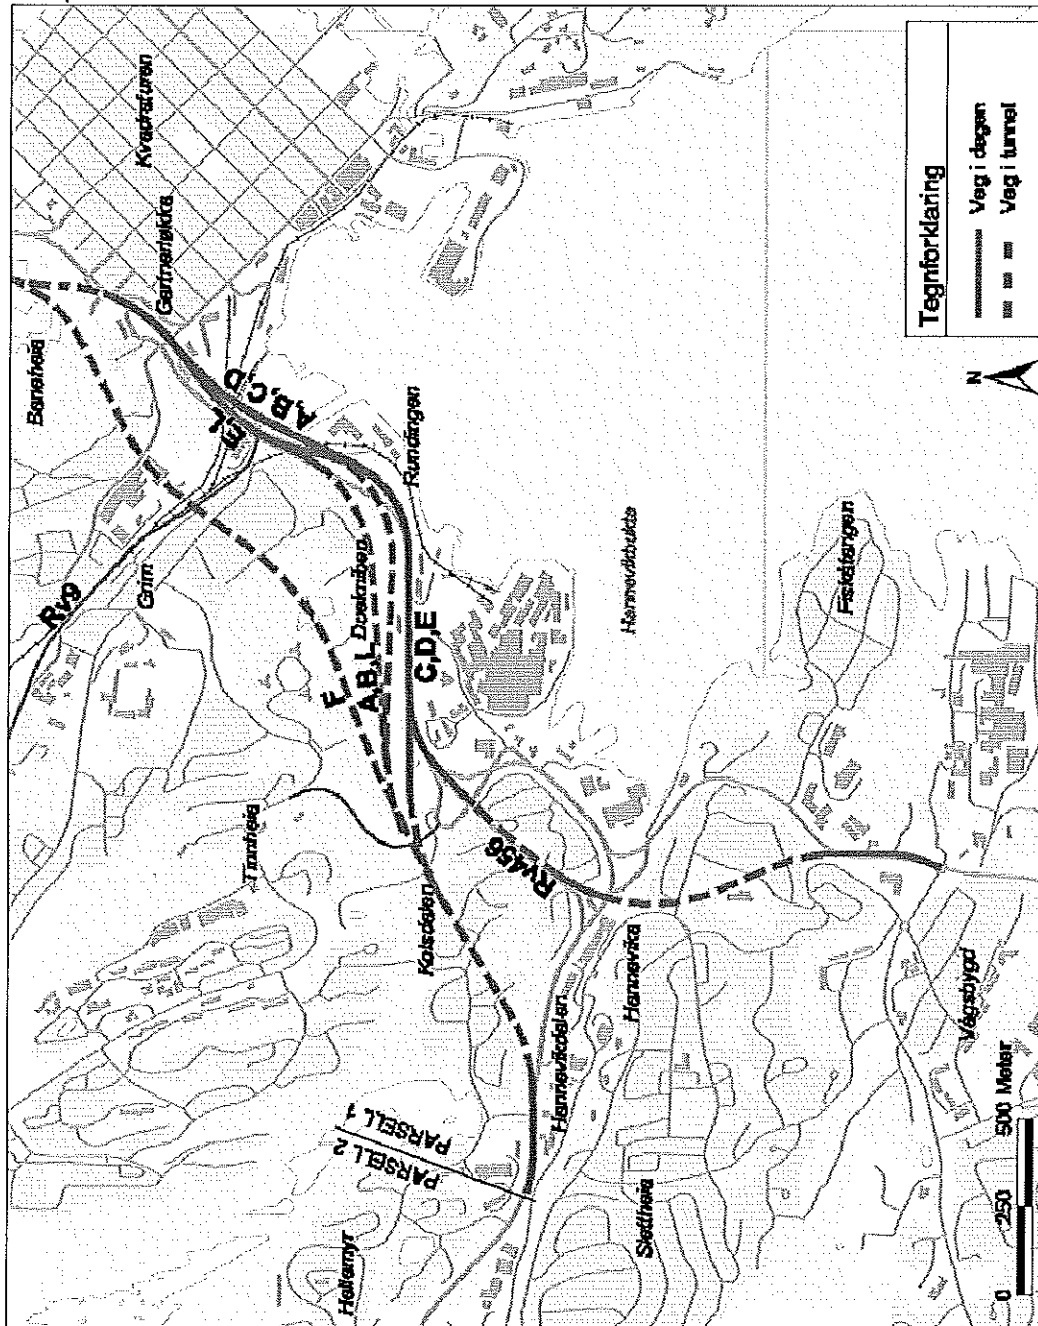 Kvadraturen
Gartnerløkka
Baneheia
E, L
A,B,C,D
Rv9
Grim
Rundingen
Dueknipen
F
A,B, L
C,D,E
Tinnheia
Kolsdalen
Rv456
Hannevikbukta
Fiskåtangen
Hannevikdalen
Hannevika
Vågsbygd
PARSELL 1
PARSELL 2
Hellemyr
Slettheia
Tegnforklaring
Veg i dagen
Veg i tunnel
N
0 250 500 Meter